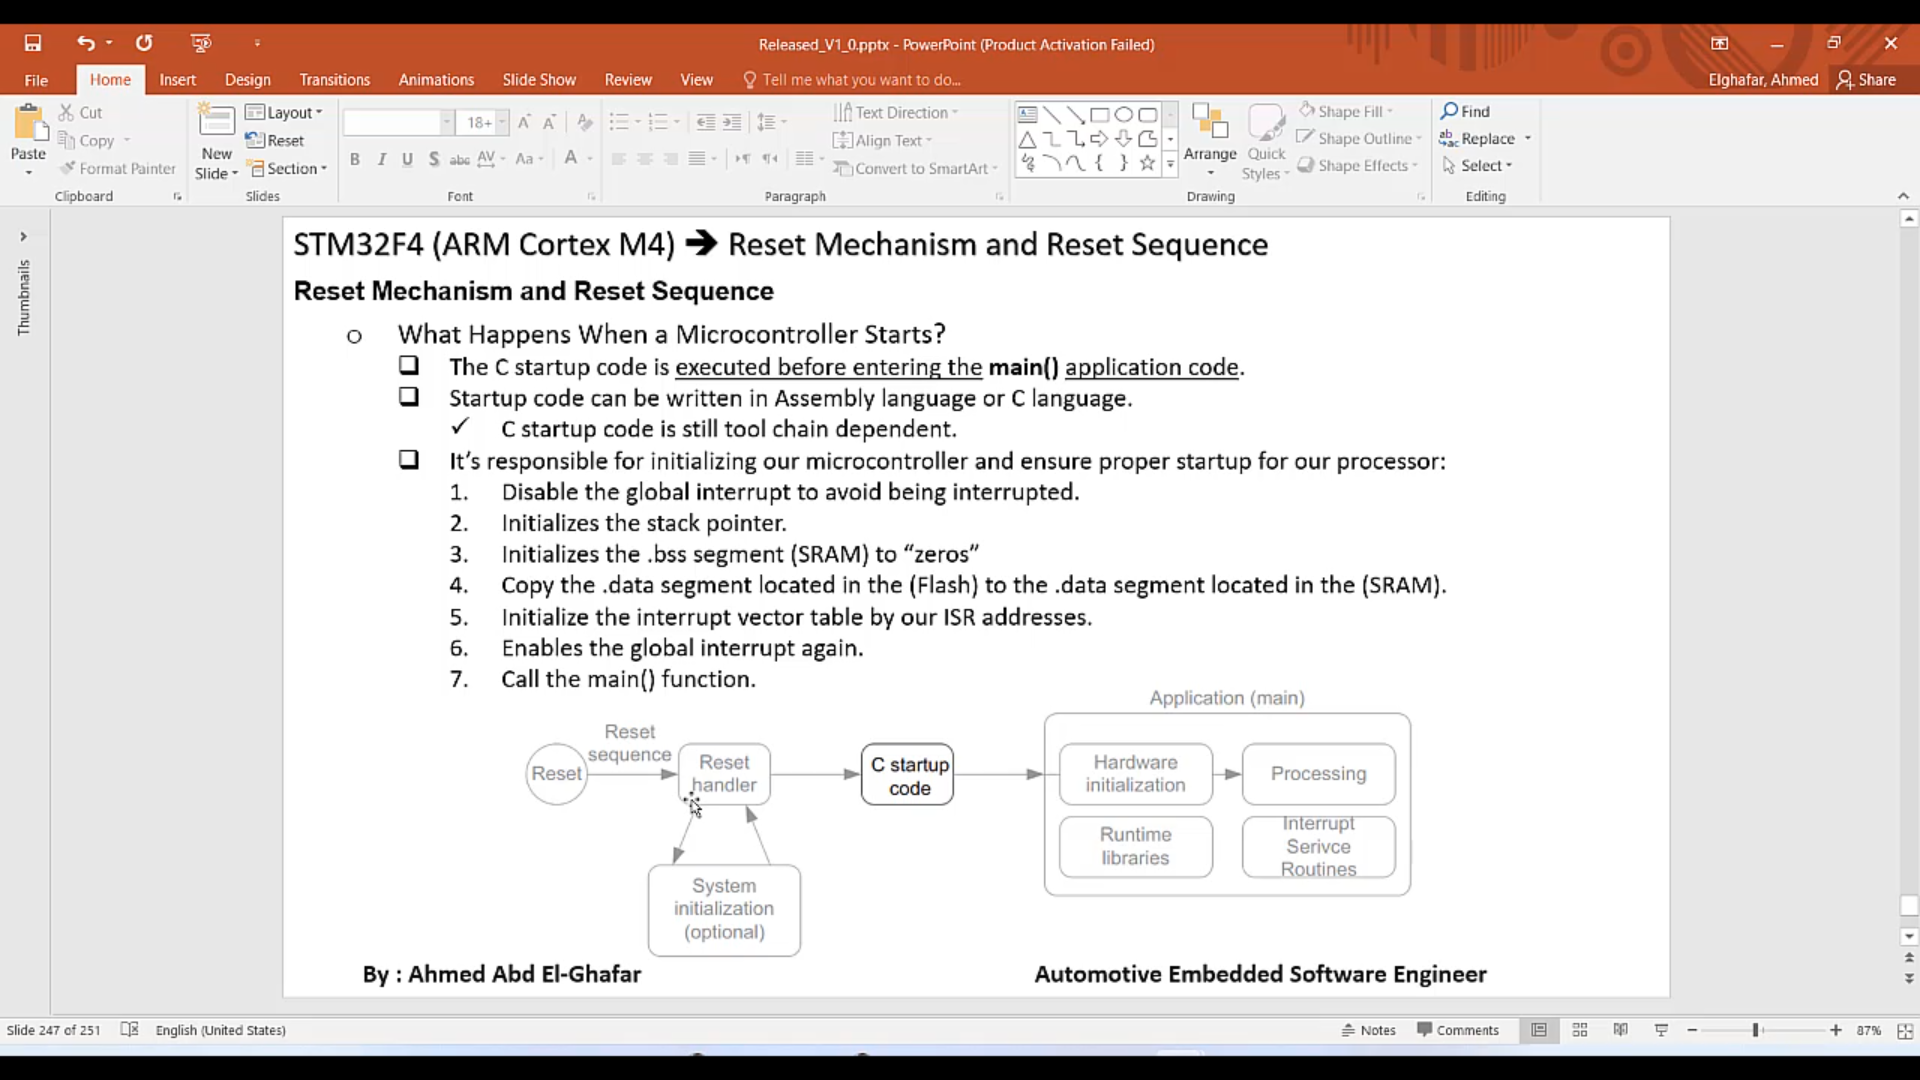 Released_V1_0.pptx - PowerPoint (Product Activation Failed)
File Home Insert Design Transitions Animations Slide Show Review View Tell me what you want to do... Elghafar, Ahmed Share
Cut
Copy
Format Painter
Paste
Clipboard
New
Slide
Layout
Reset
Section
Slides
18+
Font
Text Direction
Align Text
Convert to SmartArt
Paragraph
Arrange
Quick
Styles
Shape Fill
Shape Outline
Shape Effects
Drawing
Find
Replace
Select
Editing
Thumbnails
STM32F4 (ARM Cortex M4) ➔ Reset Mechanism and Reset Sequence
Reset Mechanism and Reset Sequence
o What Happens When a Microcontroller Starts?
❑ The C startup code is executed before entering the main() application code.
❑ Startup code can be written in Assembly language or C language.
✓ C startup code is still tool chain dependent.
❑ It's responsible for initializing our microcontroller and ensure proper startup for our processor:
1. Disable the global interrupt to avoid being interrupted.
2. Initializes the stack pointer.
3. Initializes the .bss segment (SRAM) to “zeros”
4. Copy the .data segment located in the (Flash) to the .data segment located in the (SRAM).
5. Initialize the interrupt vector table by our ISR addresses.
6. Enables the global interrupt again.
7. Call the main() function.
Reset
Reset
sequence
Reset
handler
System
initialization
(optional)
C startup
code
Application (main)
Hardware
initialization
Processing
Runtime
libraries
Interrupt
Serivce
Routines
By : Ahmed Abd El-Ghafar
Automotive Embedded Software Engineer
Slide 247 of 251 English (United States) Notes Comments 87%